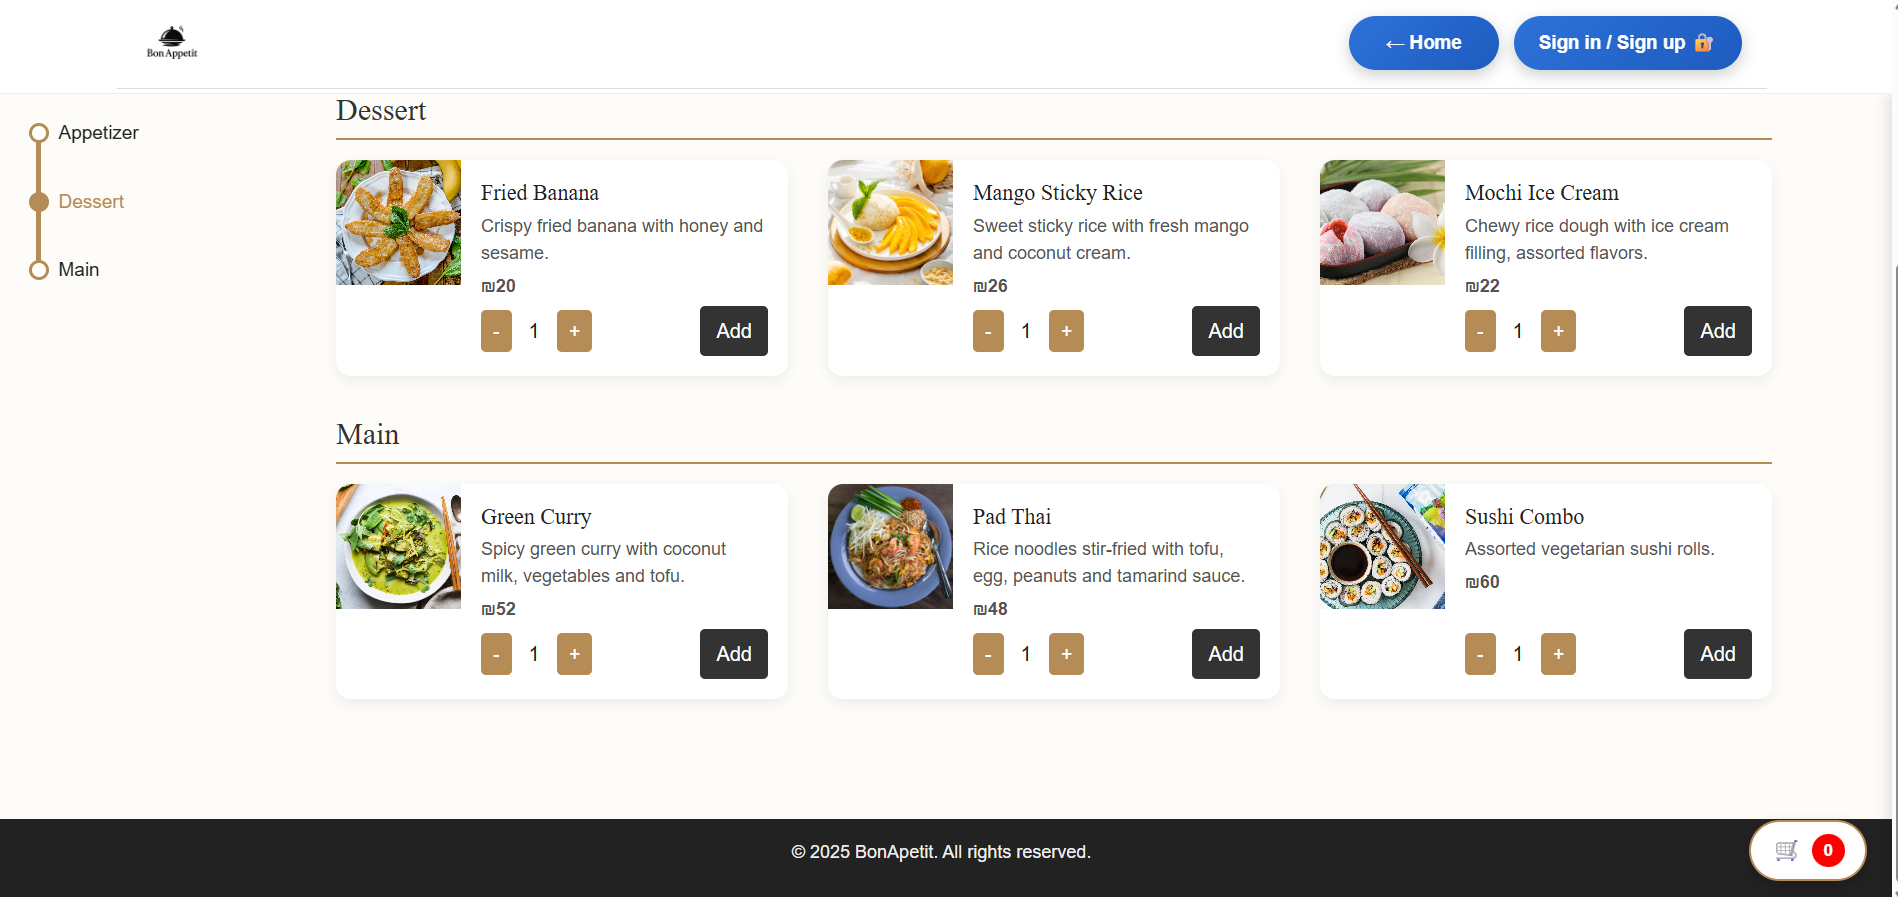 Bon Appetit
←Home
Sign in / Sign up 🔐
Appetizer
Dessert
Main
Dessert
Fried Banana
Crispy fried banana with honey and
sesame.
₪20
- 1 +
Add
Mango Sticky Rice
Sweet sticky rice with fresh mango
and coconut cream.
₪26
- 1 +
Add
Mochi Ice Cream
Chewy rice dough with ice cream
filling, assorted flavors.
₪22
- 1 +
Add
Main
Green Curry
Spicy green curry with coconut
milk, vegetables and tofu.
₪52
- 1 +
Add
Pad Thai
Rice noodles stir-fried with tofu,
egg, peanuts and tamarind sauce.
₪48
- 1 +
Add
Sushi Combo
Assorted vegetarian sushi rolls.
₪60
- 1 +
Add
© 2025 BonApetit. All rights reserved.
🛒 0